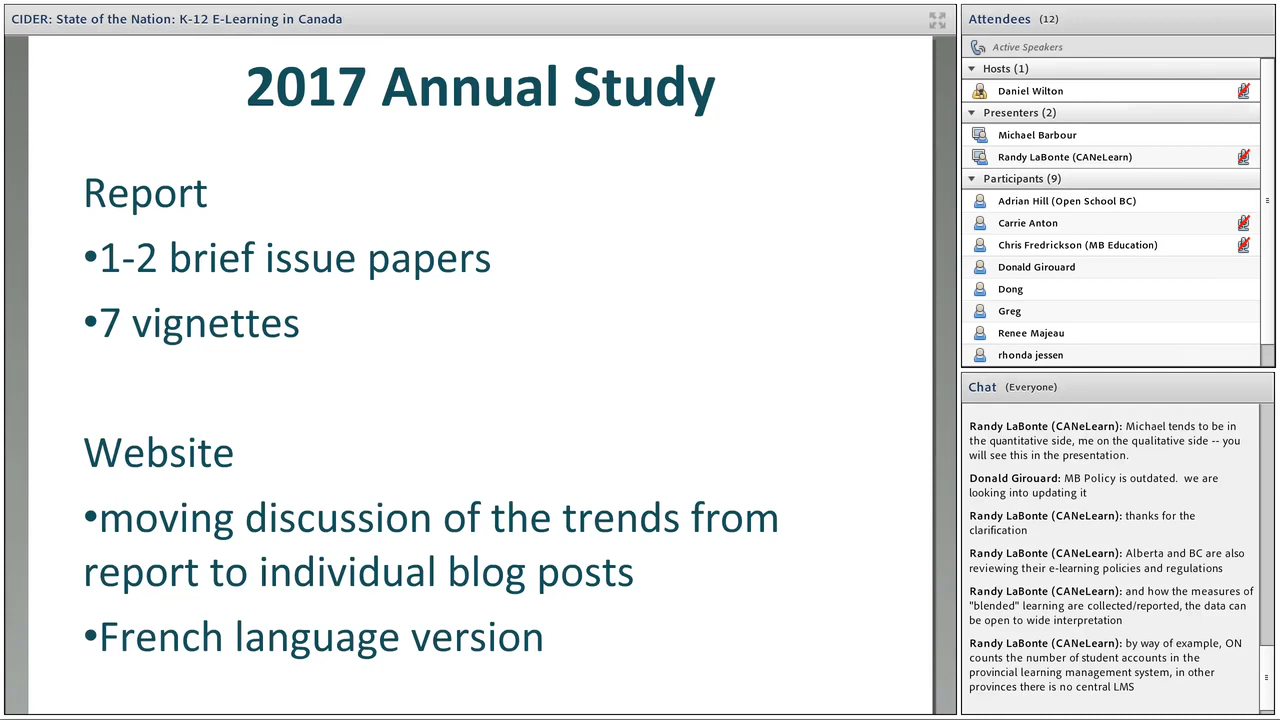 CIDER: State of the Nation: K-12 E-Learning in Canada
2017 Annual Study
Report
•1-2 brief issue papers
•7 vignettes
Website
•moving discussion of the trends from
report to individual blog posts
•French language version
Attendees (12)
Active Speakers
Hosts (1)
Daniel Wilton
Presenters (2)
Michael Barbour
Randy LaBonte (CANeLearn)
Participants (9)
Adrian Hill (Open School BC)
Carrie Anton
Chris Fredrickson (MB Education)
Donald Girouard
Dong
Greg
Renee Majeau
rhonda jessen
Chat (Everyone)
Randy LaBonte (CANeLearn): Michael tends to be in
the quantitative side, me on the qualitative side -- you
will see this in the presentation.
Donald Girouard: MB Policy is outdated. we are
looking into updating it
Randy LaBonte (CANeLearn): thanks for the
clarification
Randy LaBonte (CANeLearn): Alberta and BC are also
reviewing their e-learning policies and regulations
Randy LaBonte (CANeLearn): and how the measures of
"blended" learning are collected/reported, the data can
be open to wide interpretation
Randy LaBonte (CANeLearn): by way of example, ON
counts the number of student accounts in the
provincial learning management system, in other
provinces there is no central LMS